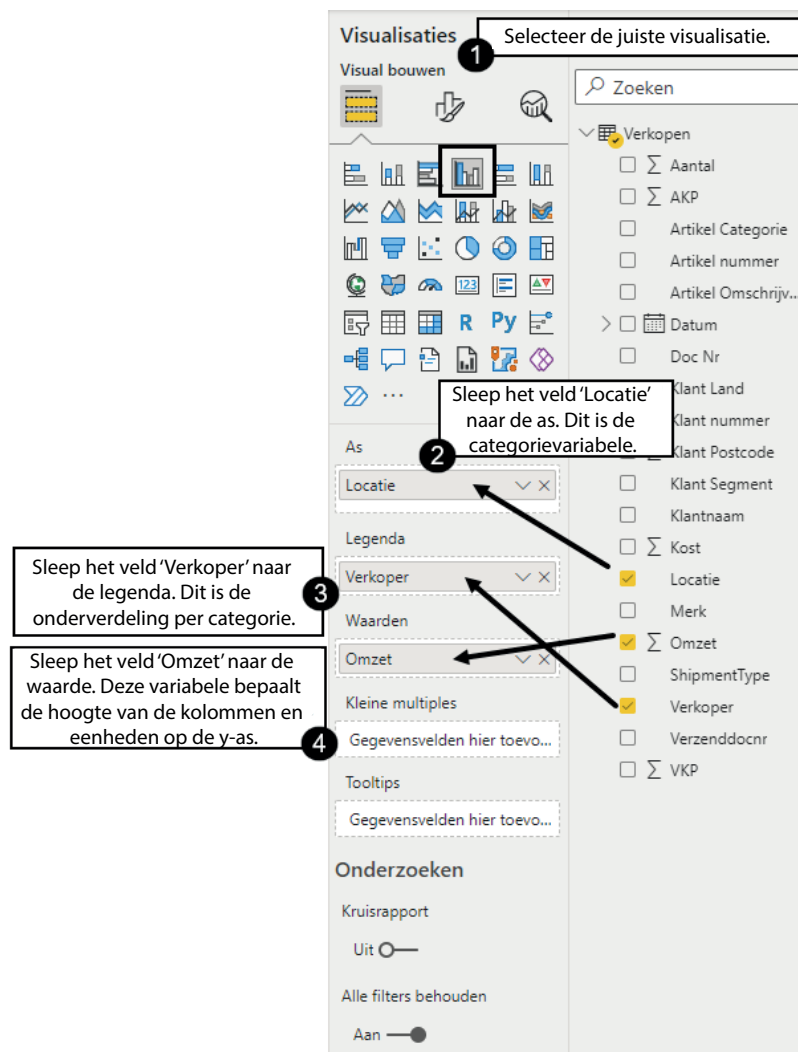 Visualisaties
1
Selecteer de juiste visualisatie.
Visual bouwen
Zoeken
Verkopen
Aantal
AKP
Artikel Categorie
Artikel nummer
Artikel Omschrijv...
Datum
Doc Nr
Klant Land
Klant nummer
Klant Postcode
Klant Segment
Klantnaam
Kost
Locatie
Merk
Omzet
ShipmentType
Verkoper
Verzenddocnr
VKP
123
R
Py
...
Sleep het veld ‘Locatie’
naar de as. Dit is de
categorievariabele.
2
As
Locatie
Legenda
Verkoper
Sleep het veld ‘Verkoper’ naar
de legenda. Dit is de
onderverdeling per categorie.
3
Waarden
Omzet
Sleep het veld ‘Omzet’ naar de
waarde. Deze variabele bepaalt
de hoogte van de kolommen en
eenheden op de y-as.
4
Kleine multiples
Gegevensvelden hier toevo...
Tooltips
Gegevensvelden hier toevo...
Onderzoeken
Kruisrapport
Uit
Alle filters behouden
Aan